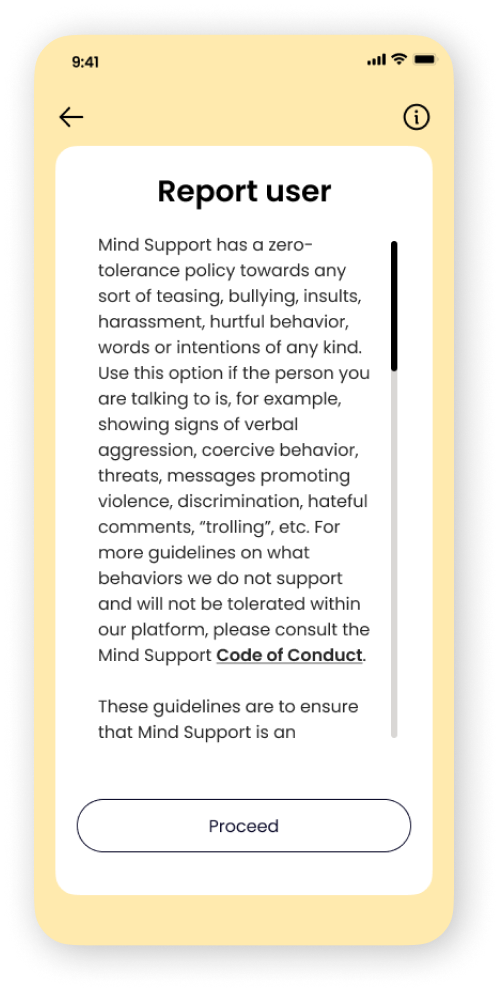 9:41
Report user
Mind Support has a zero-
tolerance policy towards any
sort of teasing, bullying, insults,
harassment, hurtful behavior,
words or intentions of any kind.
Use this option if the person you
are talking to is, for example,
showing signs of verbal
aggression, coercive behavior,
threats, messages promoting
violence, discrimination, hateful
comments, “trolling”, etc. For
more guidelines on what
behaviors we do not support
and will not be tolerated within
our platform, please consult the
Mind Support Code of Conduct.
These guidelines are to ensure
that Mind Support is an
Proceed